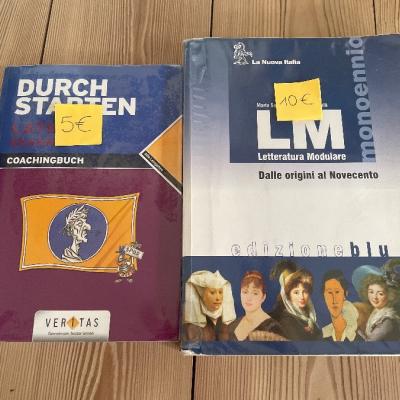 DURCH
STARTEN
5€
COACHINGBUCH
VERITAS
La Nuova Italia
10€
LM
Letteratura Modulare
monoennio
Dalle origini al Novecento
edizione blu